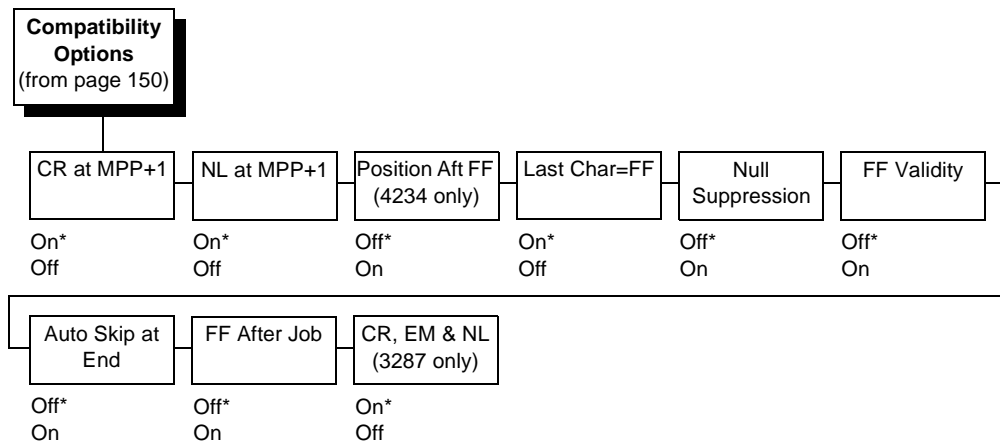 Compatibility
Options
(from page 150)
CR at MPP+1
NL at MPP+1
Position Aft FF
(4234 only)
Last Char=FF
Null
Suppression
FF Validity
On*
Off
On*
Off
Off*
On
On*
Off
Off*
On
Off*
On
Auto Skip at
End
FF After Job
CR, EM & NL
(3287 only)
Off*
On
Off*
On
On*
Off